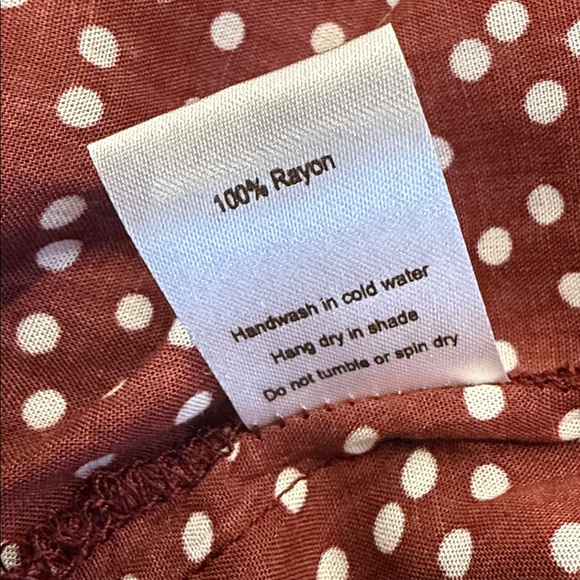 100% Rayon
Handwash in cold water
Hang dry in shade
Do not tumble or spin dry